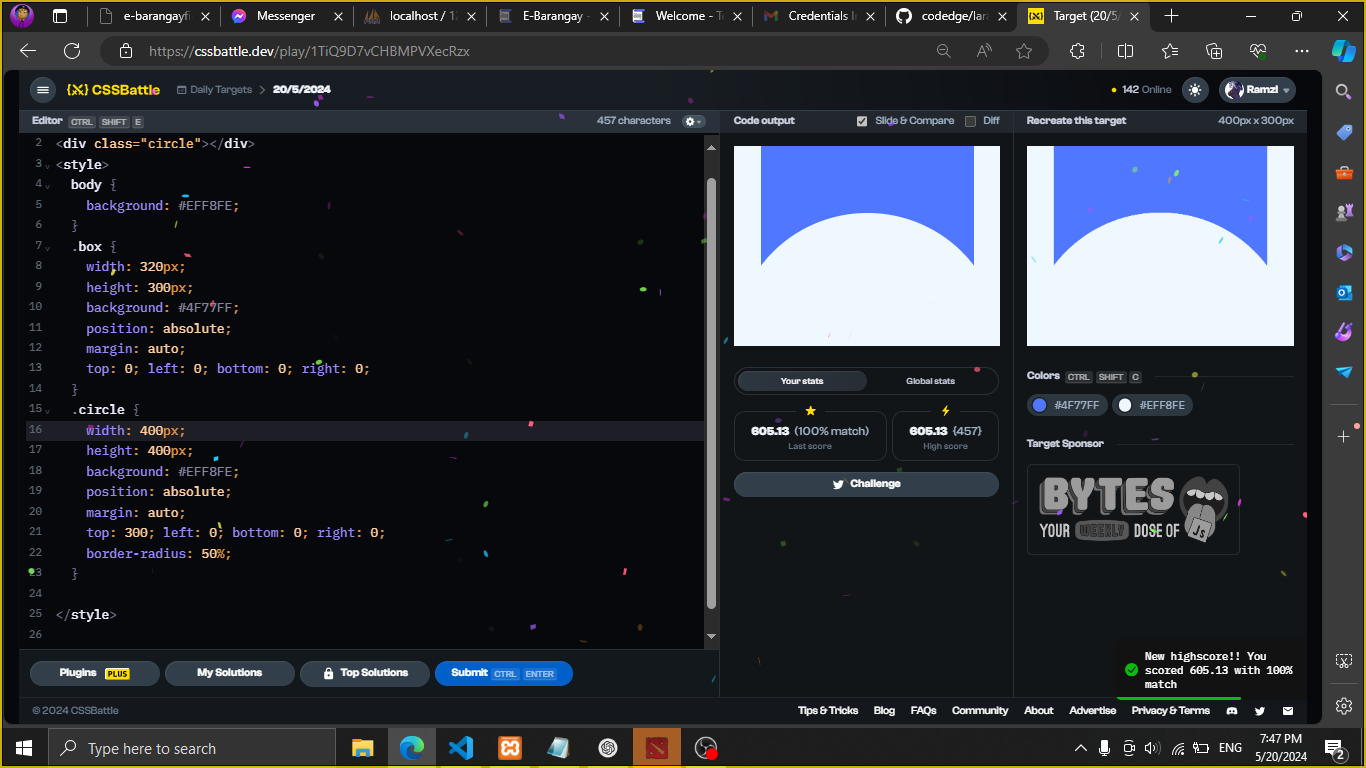 e-barangayfi
Messenger
localhost / 12
E-Barangay -
Welcome - Te
Credentials In
codedge/lara
Target (20/5/
https://cssbattle.dev/play/1TiQ9D7vCHBMPVXecRzx
CSSBattle
Daily Targets
20/5/2024
142 Online
Ramzi
Editor CTRL SHIFT E
457 characters
Code output
Slide & Compare
Diff
Recreate this target
400px x 300px
2 <div class="circle"></div>
3 <style>
4 body {
5 background: #EFF8FE;
6 }
7 .box {
8 width: 320px;
9 height: 300px;
10 background: #4F77FF;
11 position: absolute;
12 margin: auto;
13 top: 0; left: 0; bottom: 0; right: 0;
14 }
15 .circle {
16 width: 400px;
17 height: 400px;
18 background: #EFF8FE;
19 position: absolute;
20 margin: auto;
21 top: 300; left: 0; bottom: 0; right: 0;
22 border-radius: 50%;
23 }
24
25 </style>
26
Your stats
Global stats
605.13 (100% match)
Last score
605.13 {457}
High score
Challenge
Colors CTRL SHIFT C
#4F77FF
#EFF8FE
Target Sponsor
BYTES
YOUR WEEKLY DOSE OF
JS
New highscore!! You
scored 605.13 with 100%
match
Plugins PLUS
My Solutions
Top Solutions
Submit CTRL ENTER
© 2024 CSSBattle
Tips & Tricks
Blog
FAQs
Community
About
Advertise
Privacy & Terms
Type here to search
ENG
7:47 PM
5/20/2024
2